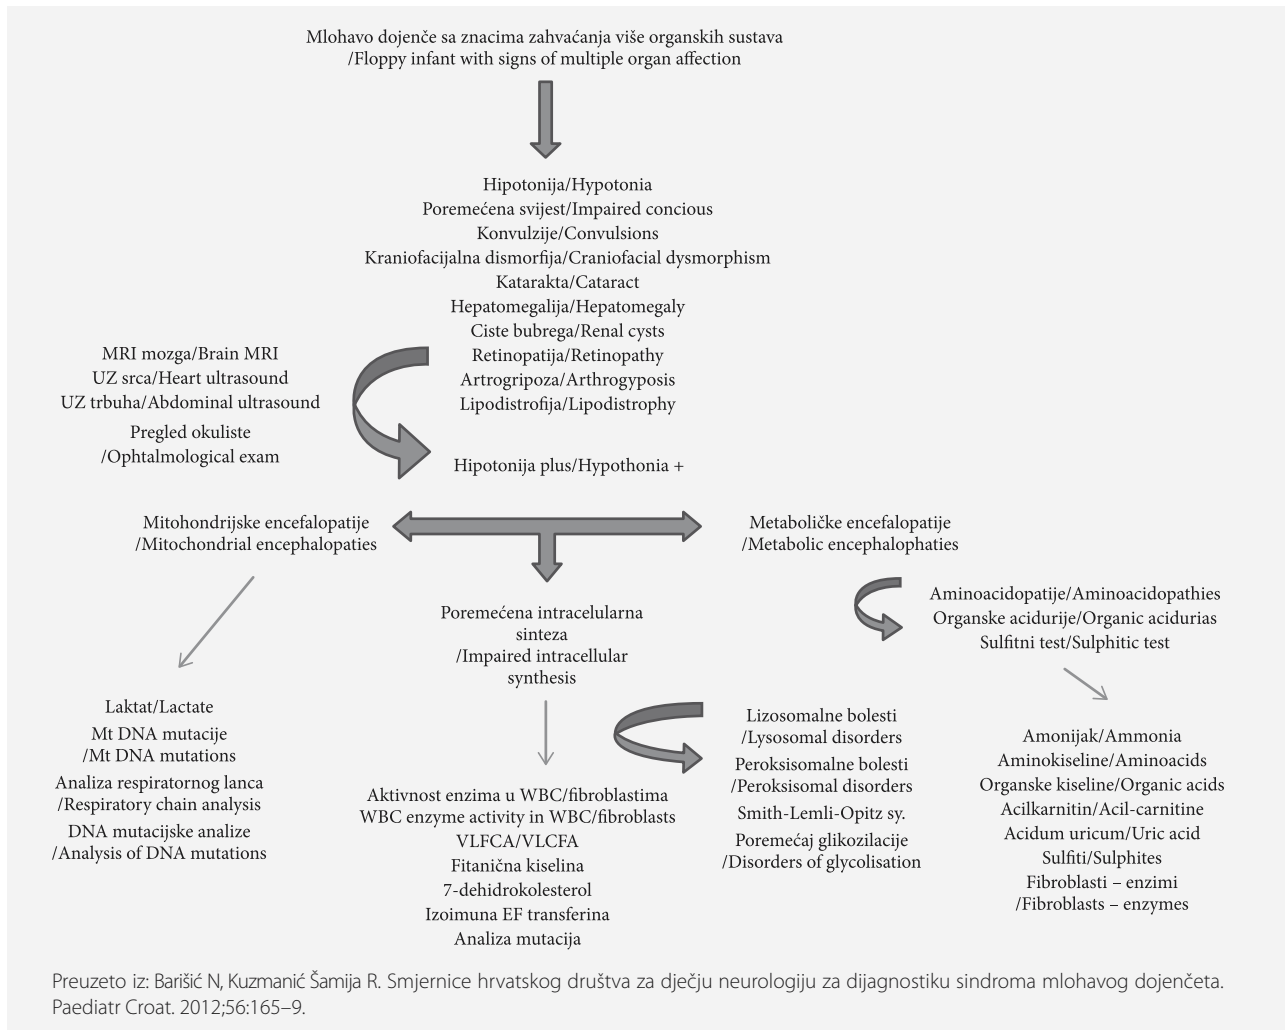 Mlohavo dojenče sa znacima zahvaćanja više organskih sustava
/Floppy infant with signs of multiple organ affection
Hipotonija/Hypotonia
Poremećena svijest/Impaired concious
Konvulzije/Convulsions
Kraniofacijalna dismorfija/Craniofacial dysmorphism
Katarakta/Cataract
Hepatomegalija/Hepatomegaly
Ciste bubrega/Renal cysts
Retinopatija/Retinopathy
Artrogripoza/Arthrogyposis
Lipodistrofija/Lipodistrophy
MRI mozga/Brain MRI
UZ srca/Heart ultrasound
UZ trbuha/Abdominal ultrasound
Pregled okuliste
/Ophtalmological exam
Hipotonija plus/Hypothonia +
Mitohondrijske encefalopatije
/Mitochondrial encephalopaties
Metaboličke encefalopatije
/Metabolic encephalophaties
Aminoacidopatije/Aminoacidopathies
Organske acidurije/Organic acidurias
Sulfitni test/Sulphitic test
Poremećena intracelularna
sinteza
/Impaired intracellular
synthesis
Laktat/Lactate
Mt DNA mutacije
/Mt DNA mutations
Analiza respiratornog lanca
/Respiratory chain analysis
DNA mutacijske analize
/Analysis of DNA mutations
Aktivnost enzima u WBC/fibroblastima
WBC enzyme activity in WBC/fibroblasts
VLFCA/VLCFA
Fitanična kiselina
7-dehidrokolesterol
Izoimuna EF transferina
Analiza mutacija
Lizosomalne bolesti
/Lysosomal disorders
Peroksisomalne bolesti
/Peroksisomal disorders
Smith-Lemli-Opitz sy.
Poremećaj glikozilacije
/Disorders of glycolisation
Amonijak/Ammonia
Aminokiseline/Aminoacids
Organske kiseline/Organic acids
Acilkarnitin/Acil-carnitine
Acidum uricum/Uric acid
Sulfiti/Sulphites
Fibroblasti – enzimi
/Fibroblasts – enzymes
Preuzeto iz: Barišić N, Kuzmanić Šamija R. Smjernice hrvatskog društva za dječju neurologiju za dijagnostiku sindroma mlohavog dojenčeta.
Paediatr Croat. 2012;56:165–9.